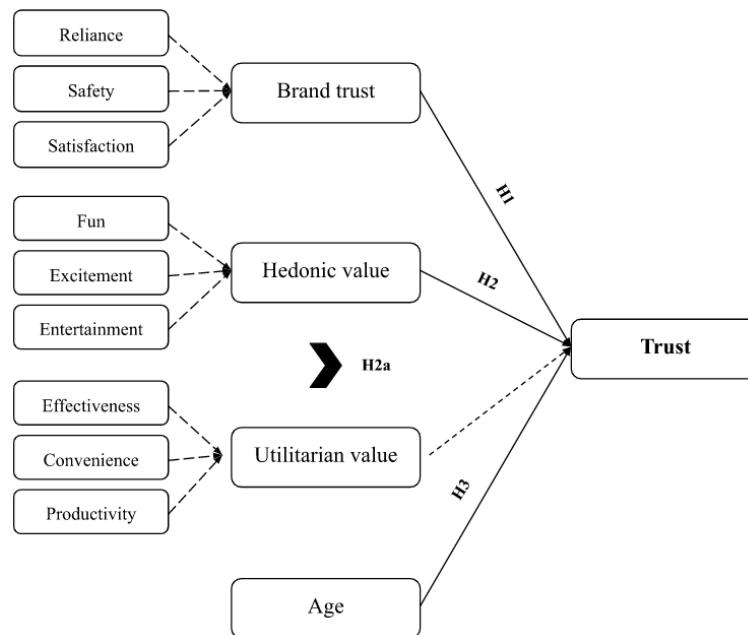 Reliance
Safety
Satisfaction
Brand trust
H1
Fun
Excitement
Entertainment
Hedonic value
H2
H2a
Trust
Effectiveness
Convenience
Productivity
Utilitarian value
H3
Age